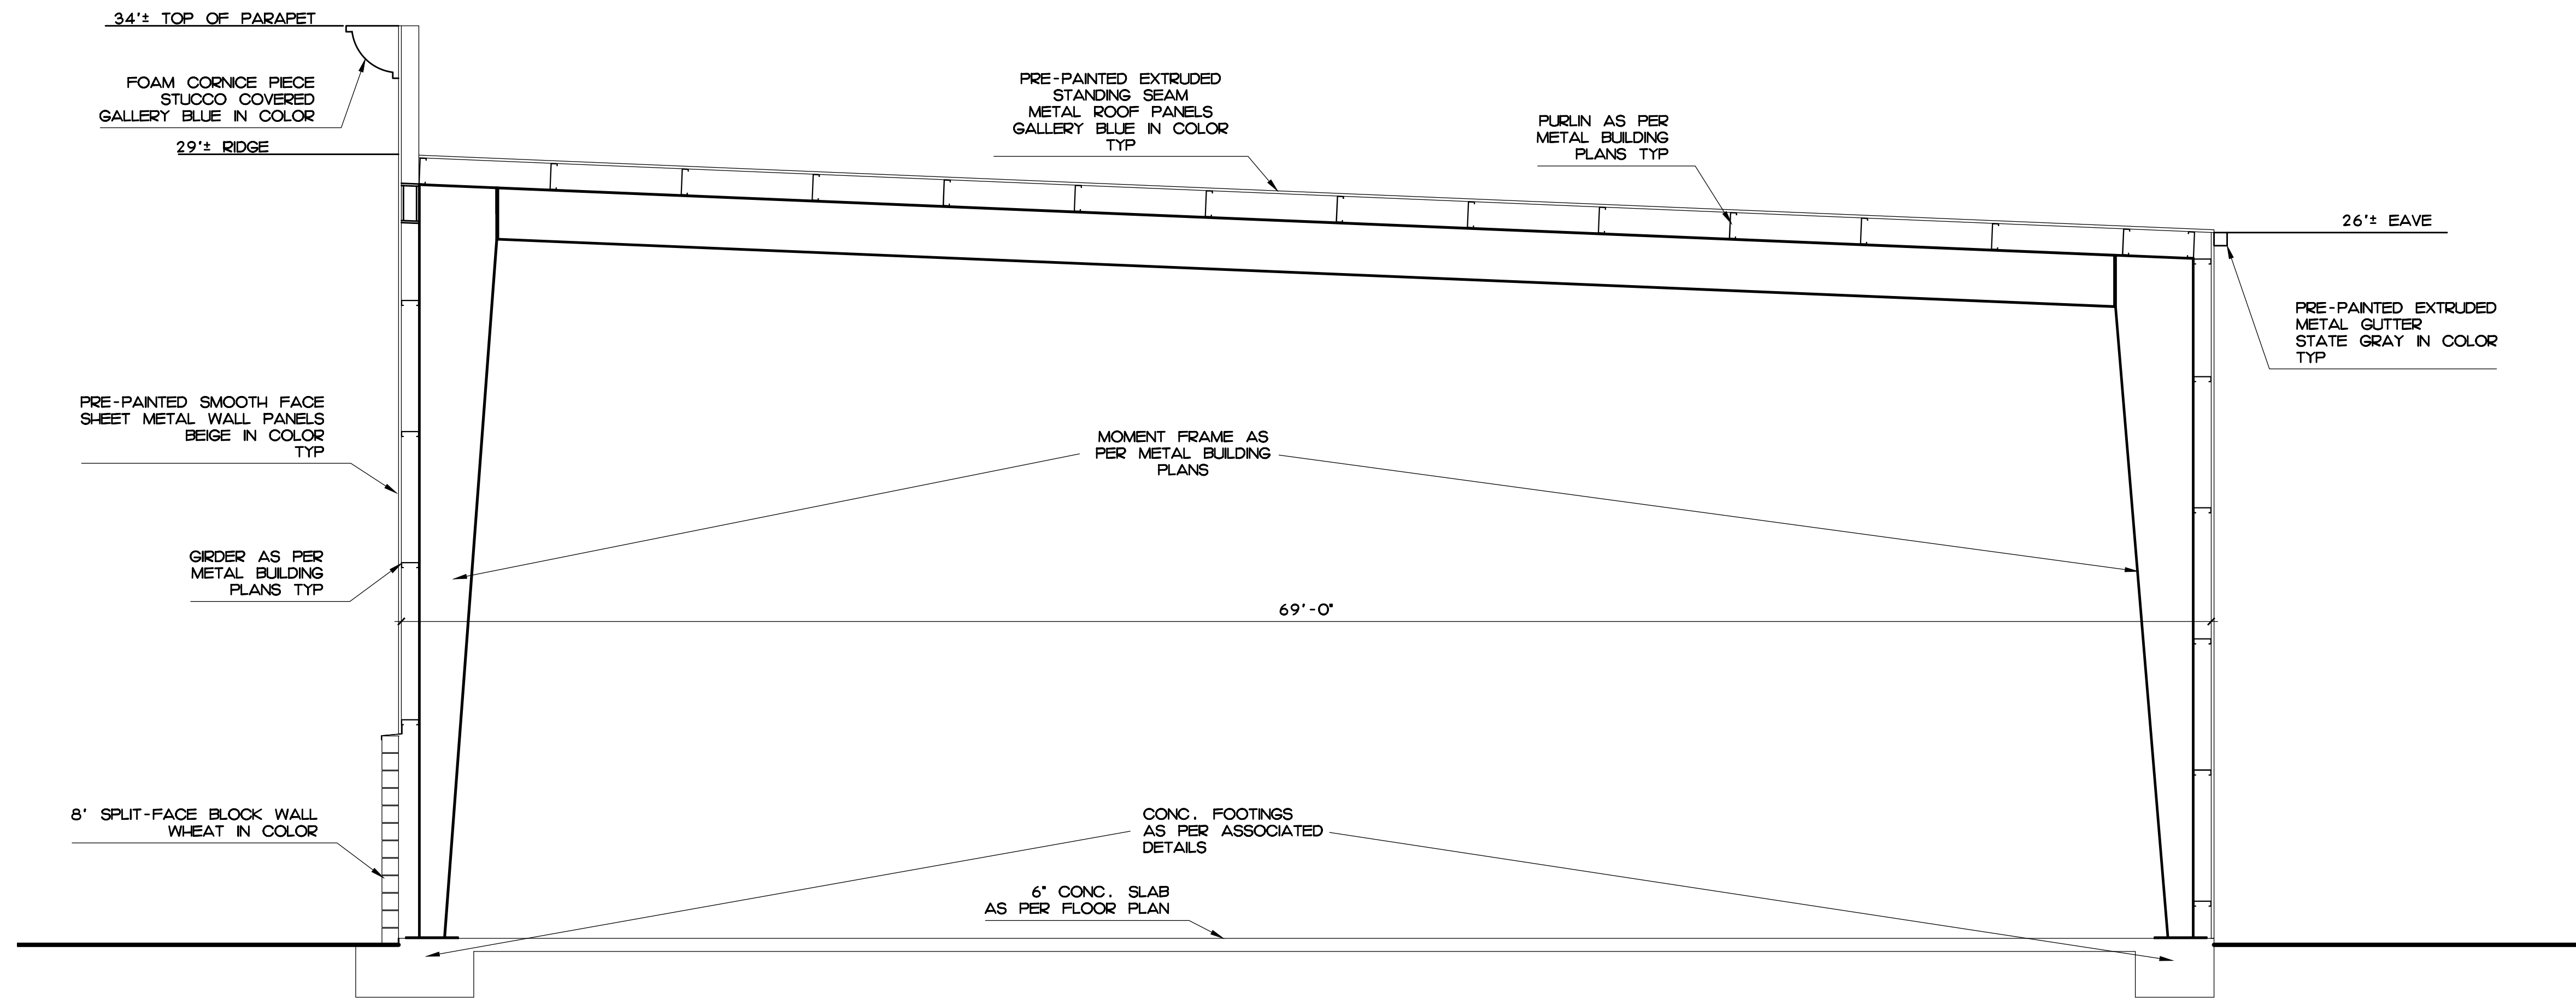 34'± TOP OF PARAPET
FOAM CORNICE PIECE
STUCCO COVERED
GALLERY BLUE IN COLOR
29'± RIDGE
PRE-PAINTED EXTRUDED
STANDING SEAM
METAL ROOF PANELS
GALLERY BLUE IN COLOR
TYP
PURLIN AS PER
METAL BUILDING
PLANS TYP
26'± EAVE
PRE-PAINTED EXTRUDED
METAL GUTTER
STATE GRAY IN COLOR
TYP
PRE-PAINTED SMOOTH FACE
SHEET METAL WALL PANELS
BEIGE IN COLOR
TYP
MOMENT FRAME AS
PER METAL BUILDING
PLANS
GIRDER AS PER
METAL BUILDING
PLANS TYP
69'-0"
8' SPLIT-FACE BLOCK WALL
WHEAT IN COLOR
CONC. FOOTINGS
AS PER ASSOCIATED
DETAILS
6" CONC. SLAB
AS PER FLOOR PLAN